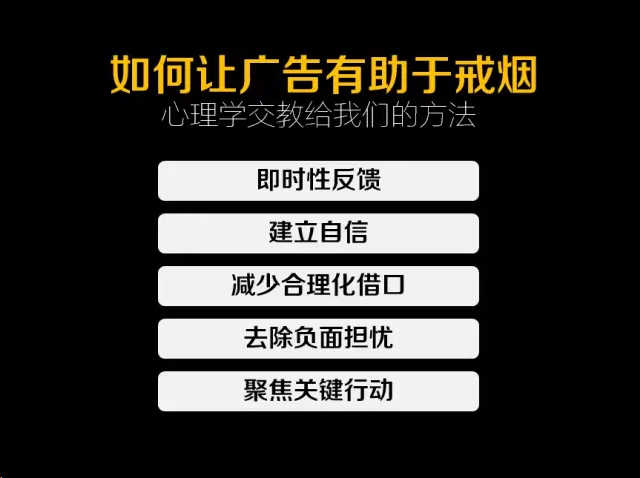 如何让广告有助于戒烟
心理学交教给我们的方法
即时性反馈
建立自信
减少合理化借口
去除负面担忧
聚焦关键行动